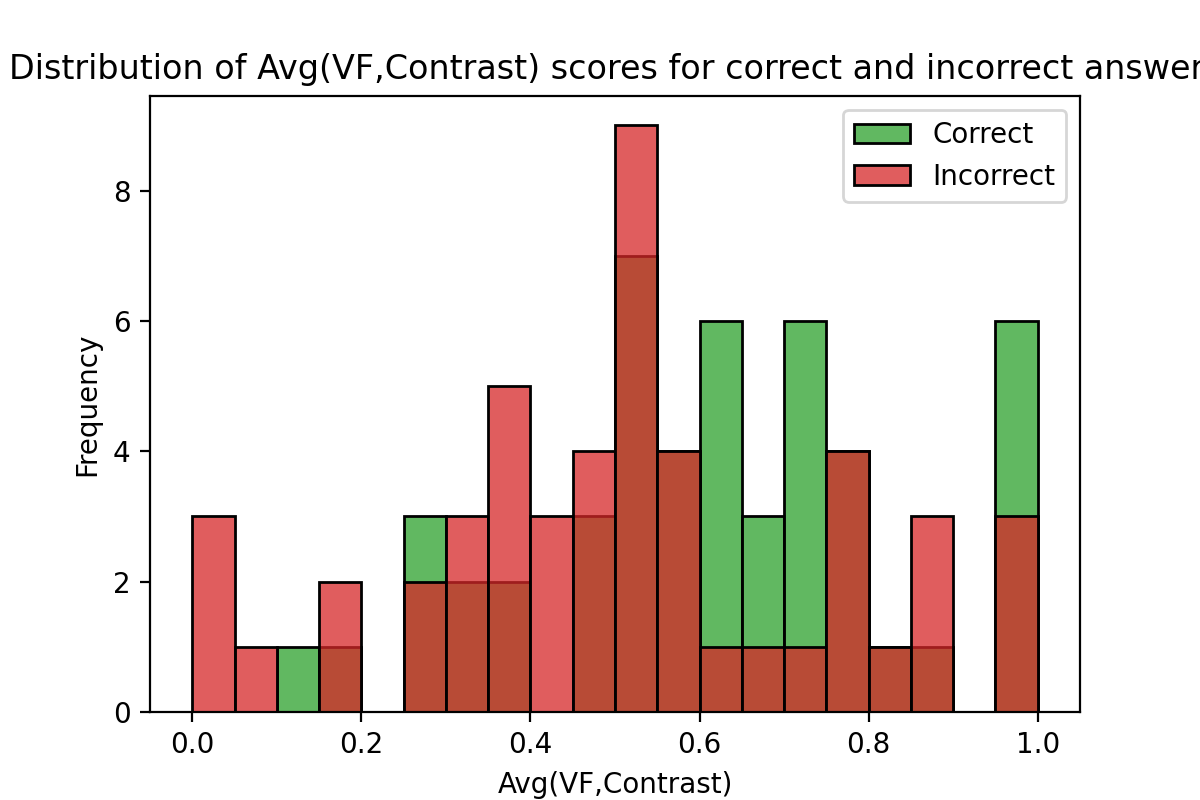 Distribution of Avg(VF,Contrast) scores for correct and incorrect answer
Correct
Incorrect
Frequency
8
6
4
2
0
0.0 0.2 0.4 0.6 0.8 1.0
Avg(VF,Contrast)